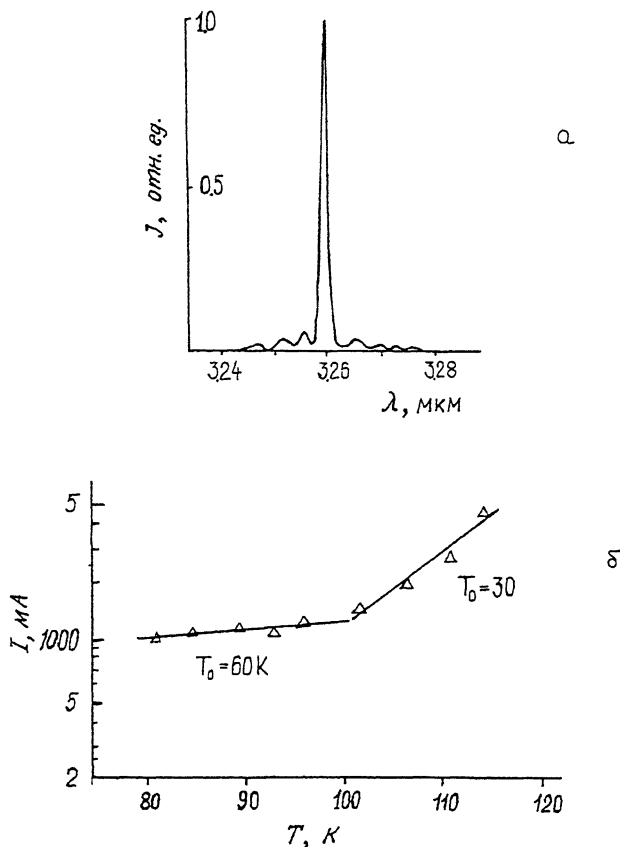 1.0
0.5
J, отн. ед.
а
3.24 3.26 3.28
λ, мкм
5
1000
5
2
I, мА
T₀=60K
T₀=30
б
80 90 100 110 120
T, К